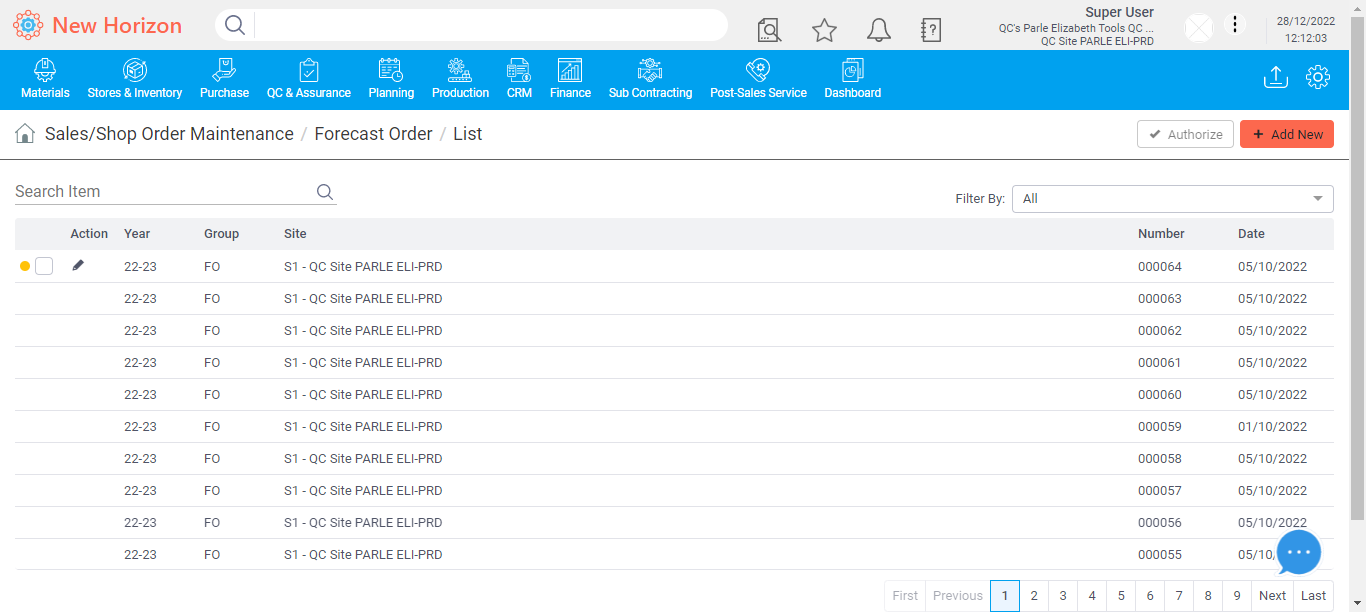 New Horizon
Super User
QC's Parle Elizabeth Tools QC ...
QC Site PARLE ELI-PRD
28/12/2022
12:12:03
Materials Stores & Inventory Purchase QC & Assurance Planning Production CRM Finance Sub Contracting Post-Sales Service Dashboard
Sales/Shop Order Maintenance / Forecast Order / List
Authorize + Add New
Search Item
Filter By: All
Action Year Group Site Number Date
22-23 FO S1 - QC Site PARLE ELI-PRD 000064 05/10/2022
22-23 FO S1 - QC Site PARLE ELI-PRD 000063 05/10/2022
22-23 FO S1 - QC Site PARLE ELI-PRD 000062 05/10/2022
22-23 FO S1 - QC Site PARLE ELI-PRD 000061 05/10/2022
22-23 FO S1 - QC Site PARLE ELI-PRD 000060 05/10/2022
22-23 FO S1 - QC Site PARLE ELI-PRD 000059 01/10/2022
22-23 FO S1 - QC Site PARLE ELI-PRD 000058 05/10/2022
22-23 FO S1 - QC Site PARLE ELI-PRD 000057 05/10/2022
22-23 FO S1 - QC Site PARLE ELI-PRD 000056 05/10/2022
22-23 FO S1 - QC Site PARLE ELI-PRD 000055 05/10/
First Previous 1 2 3 4 5 6 7 8 9 Next Last